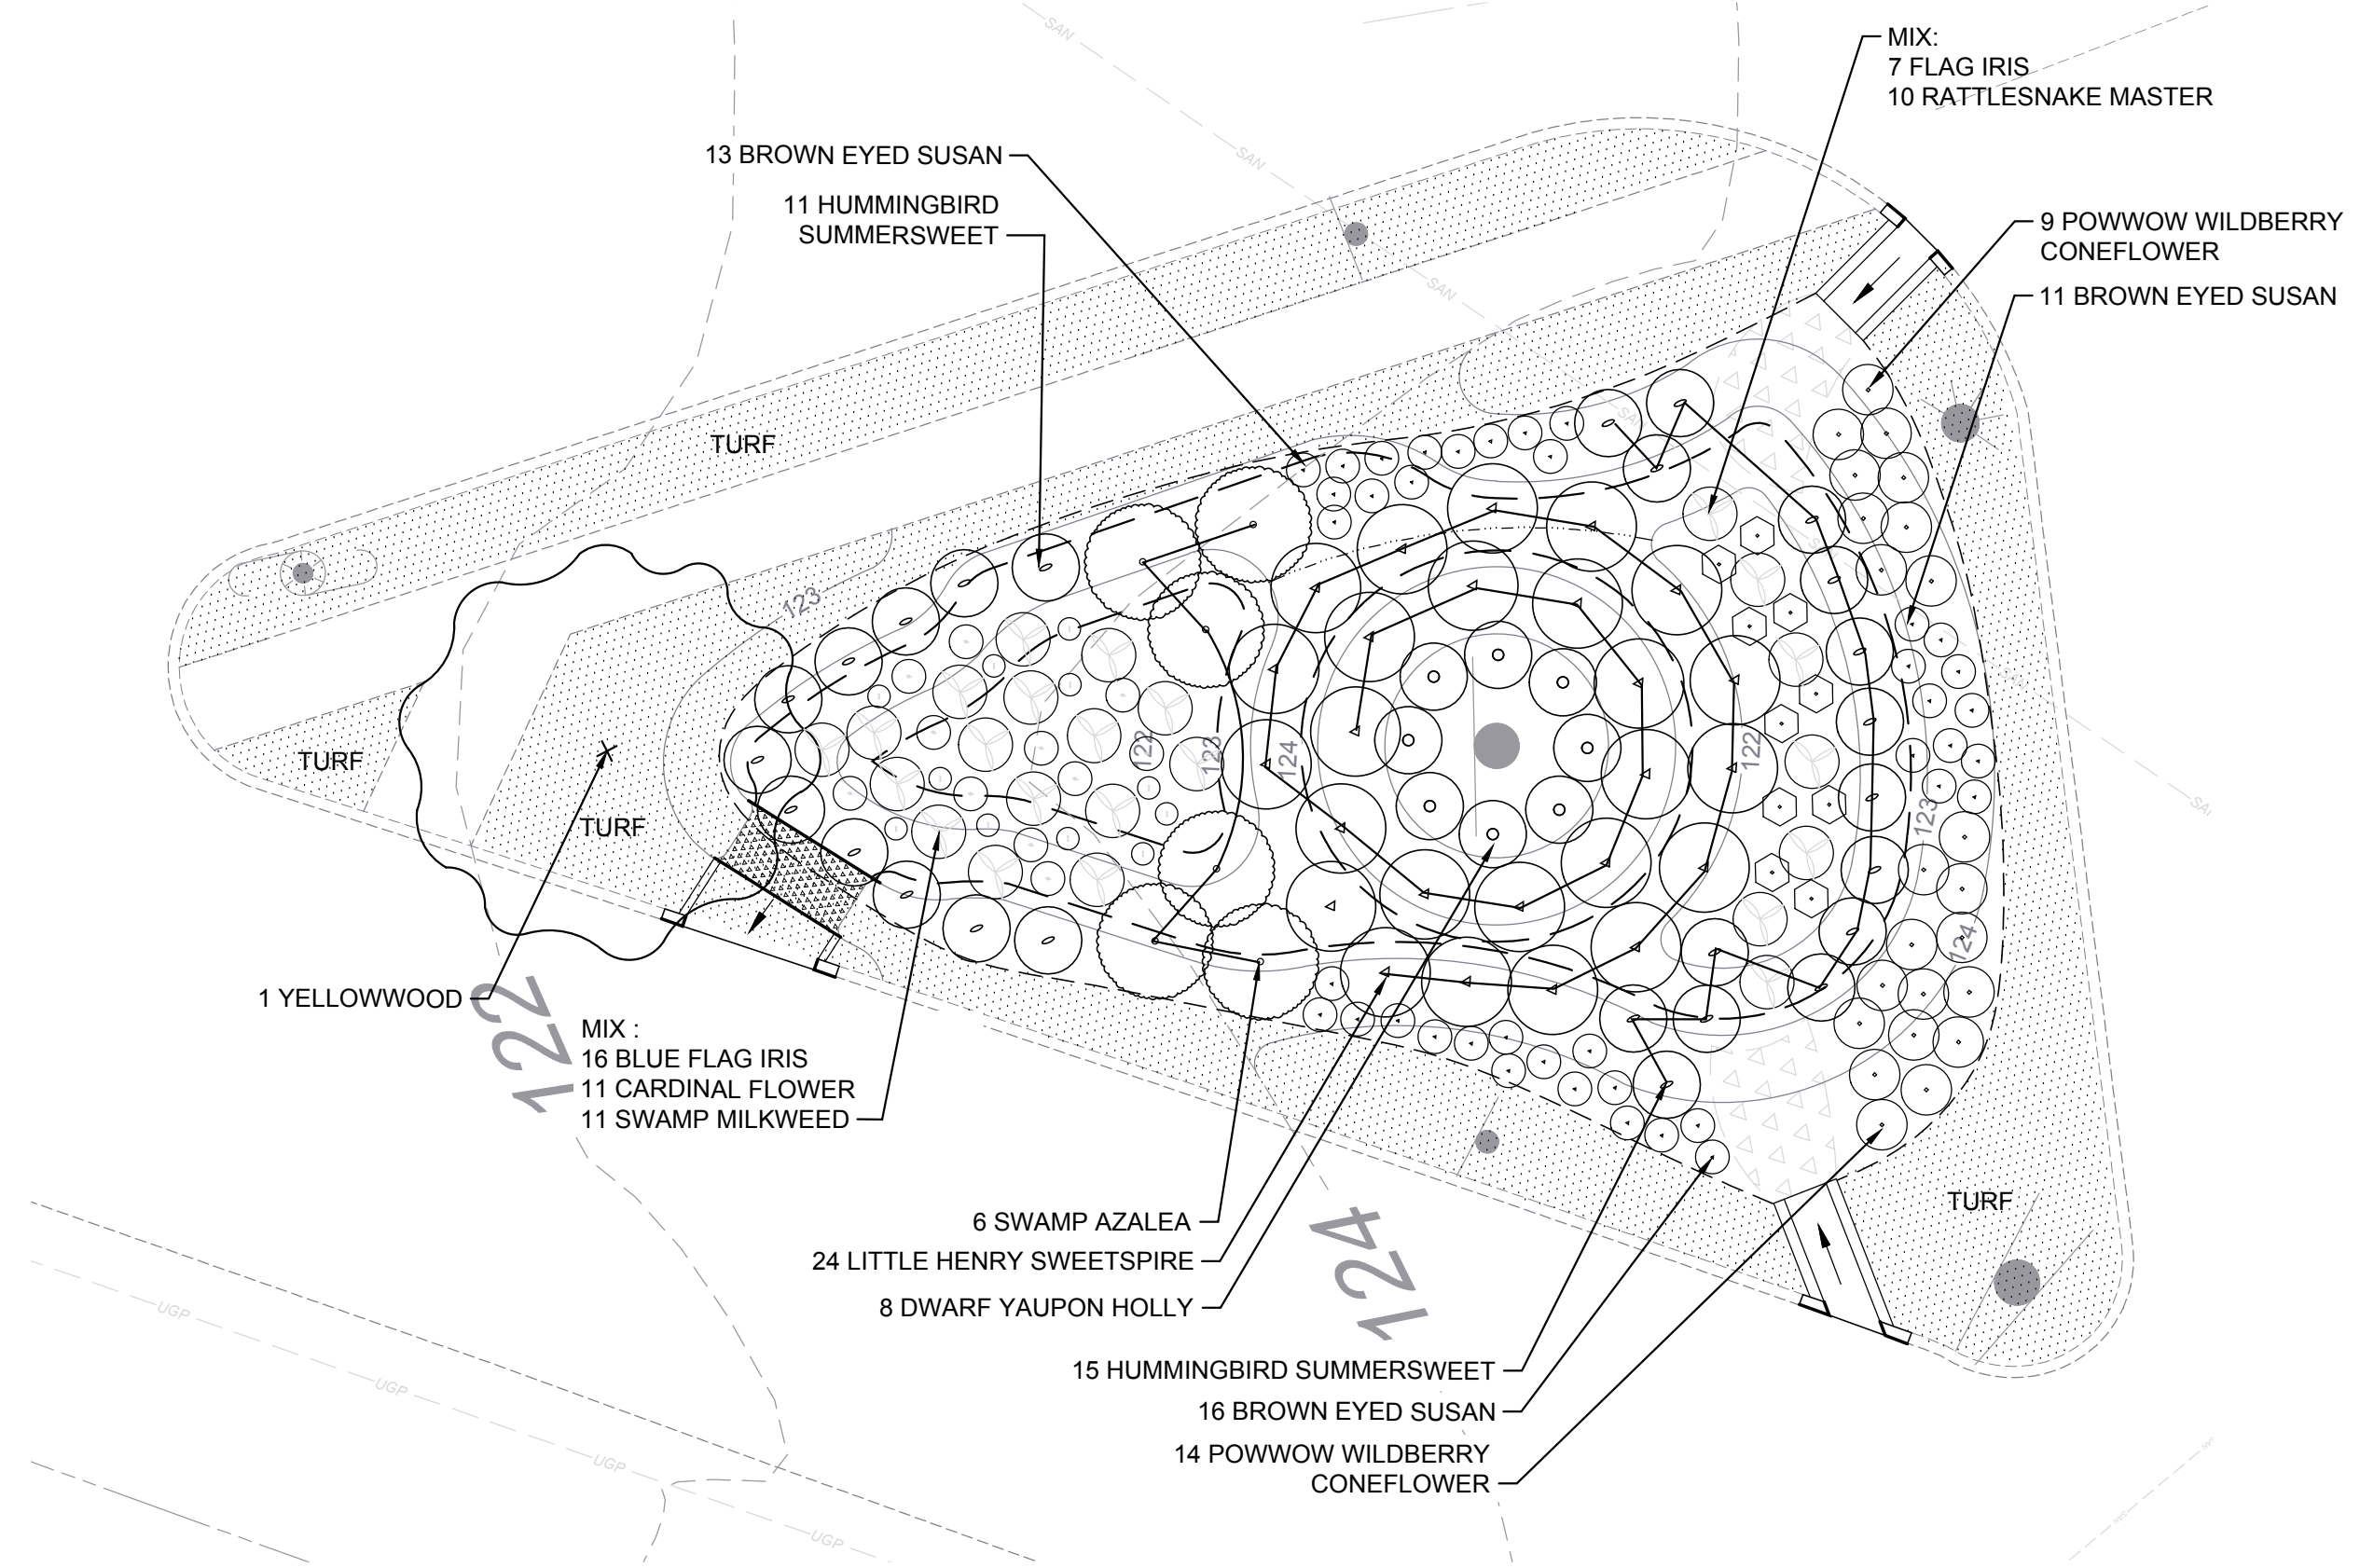 MIX:
7 FLAG IRIS
10 RATTLESNAKE MASTER
SAN
13 BROWN EYED SUSAN
SAN
11 HUMMINGBIRD
SUMMERSWEET
9 POWWOW WILDBERRY
CONEFLOWER
11 BROWN EYED SUSAN
SAN
SAN
TURF
123
SAN
SAN
122
123
124
122
123
124
TURF
TURF
1 YELLOWWOOD
122
MIX :
16 BLUE FLAG IRIS
11 CARDINAL FLOWER
11 SWAMP MILKWEED
TURF
6 SWAMP AZALEA
24 LITTLE HENRY SWEETSPIRE
8 DWARF YAUPON HOLLY
124
UGP
UGP
UGP
UGP
15 HUMMINGBIRD SUMMERSWEET
16 BROWN EYED SUSAN
14 POWWOW WILDBERRY
CONEFLOWER